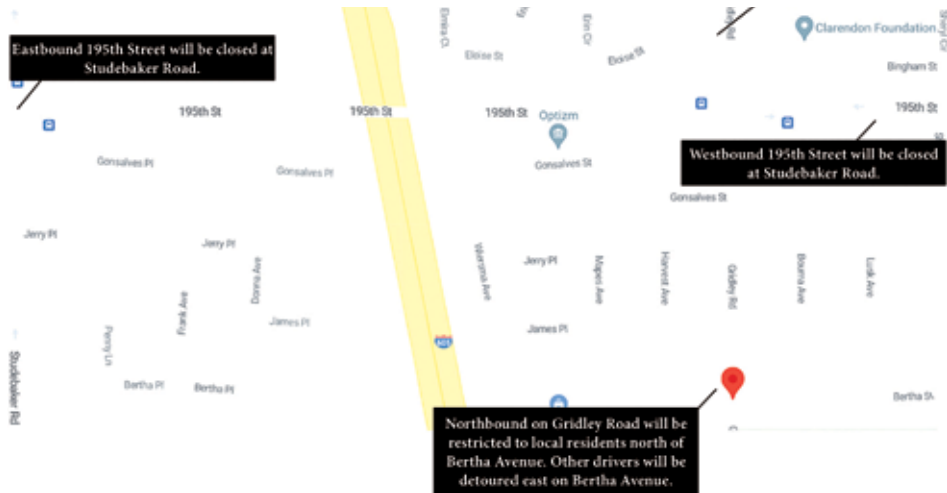 Elmira Ct
Erin Cir
Clarendon Foundation
Eastbound 195th Street will be closed at
Studebaker Road.
Eloise St
Eloise St
Bingham St
195th St
195th St
195th St
195th St
Optizm
Westbound 195th Street will be closed
at Studebaker Road.
Gonsalves Pl
Gonsalves Pl
Gonsalves St
Gonsalves St
Jerry Pl
Jerry Pl
Jerry Pl
Donna Ave
Frank Ave
Wiersima Ave
Mapes Ave
Harvest Ave
Gridley Rd
Bouma Ave
Lusk Ave
James Pl
James Pl
605
Penny Ln
Studebaker Rd
Bertha Pl
Bertha Pl
Bertha St
Northbound on Gridley Road will be
restricted to local residents north of
Bertha Avenue. Other drivers will be
detoured east on Bertha Avenue.